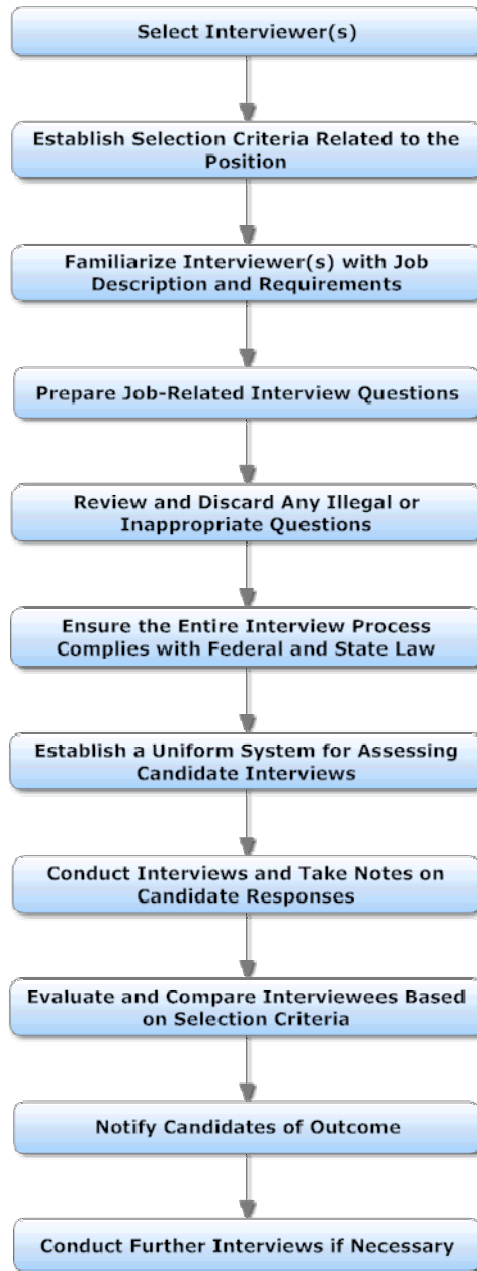 Select Interviewer(s)
Establish Selection Criteria Related to the
Position
Familiarize Interviewer(s) with Job
Description and Requirements
Prepare Job-Related Interview Questions
Review and Discard Any Illegal or
Inappropriate Questions
Ensure the Entire Interview Process
Complies with Federal and State Law
Establish a Uniform System for Assessing
Candidate Interviews
Conduct Interviews and Take Notes on
Candidate Responses
Evaluate and Compare Interviewees Based
on Selection Criteria
Notify Candidates of Outcome
Conduct Further Interviews if Necessary